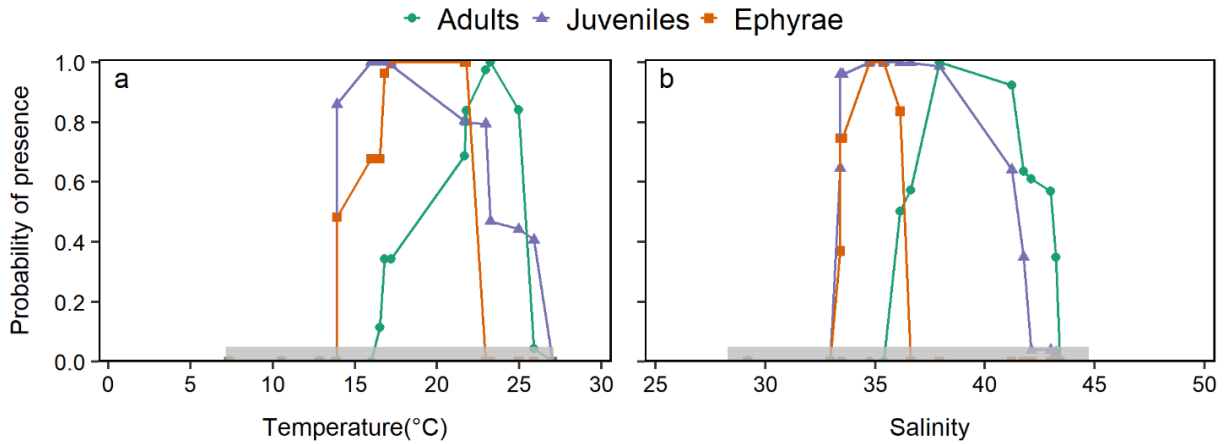 Adults Juveniles Ephyrae
a
b
Probability of presence
1.0
0.8
0.6
0.4
0.2
0.0
0 5 10 15 20 25 30
25 30 35 40 45 50
Temperature(°C)
Salinity